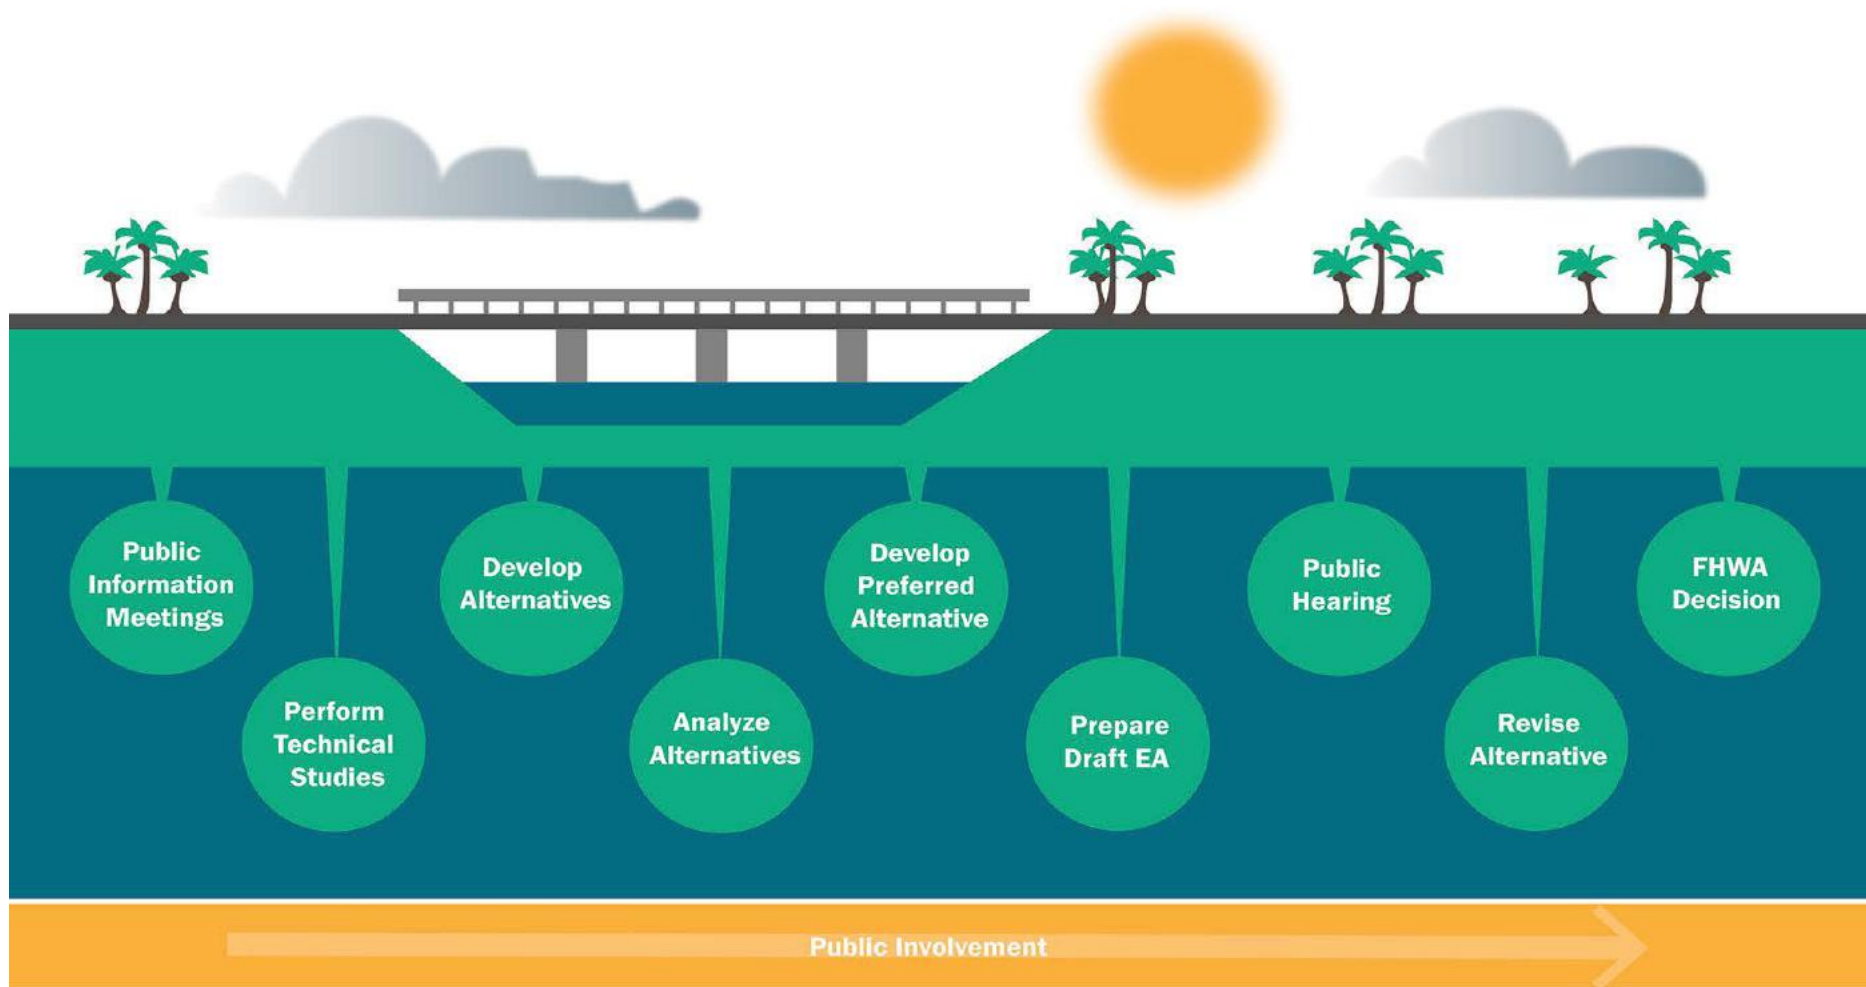 Public
Information
Meetings
Perform
Technical
Studies
Develop
Alternatives
Analyze
Alternatives
Develop
Preferred
Alternative
Prepare
Draft EA
Public
Hearing
Revise
Alternative
FHWA
Decision
Public Involvement